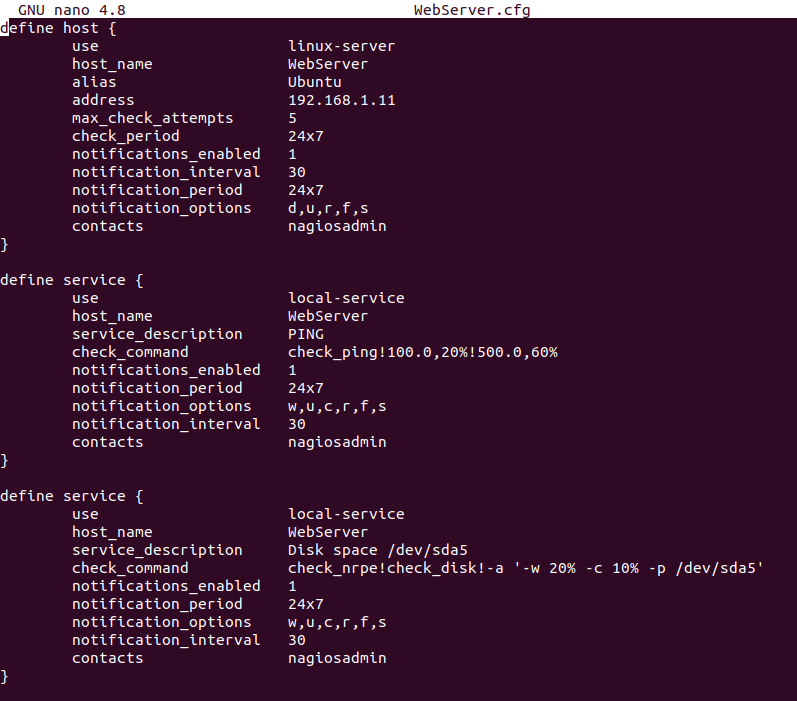 GNU nano 4.8 WebServer.cfg
define host {
use linux-server
host_name WebServer
alias Ubuntu
address 192.168.1.11
max_check_attempts 5
check_period 24x7
notifications_enabled 1
notification_interval 30
notification_period 24x7
notification_options d,u,r,f,s
contacts nagiosadmin
}
define service {
use local-service
host_name WebServer
service_description PING
check_command check_ping!100.0,20%!500.0,60%
notifications_enabled 1
notification_period 24x7
notification_options w,u,c,r,f,s
notification_interval 30
contacts nagiosadmin
}
define service {
use local-service
host_name WebServer
service_description Disk space /dev/sda5
check_command check_nrpe!check_disk!-a '-w 20% -c 10% -p /dev/sda5'
notifications_enabled 1
notification_period 24x7
notification_options w,u,c,r,f,s
notification_interval 30
contacts nagiosadmin
}